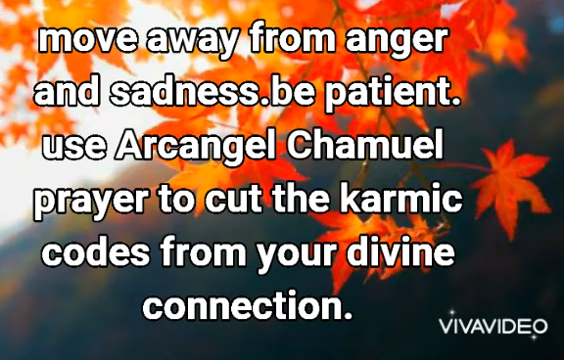 move away from anger
and sadness.be patient.
use Arcangel Chamuel
prayer to cut the karmic
codes from your divine
connection.
VIVAVIDEO